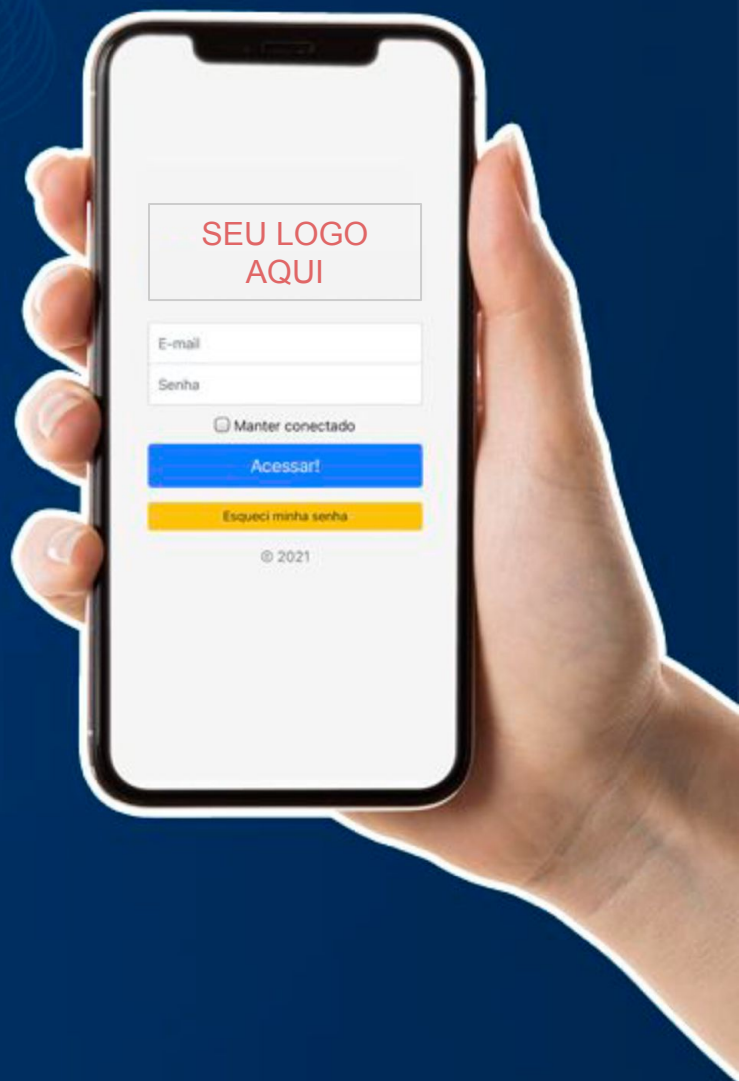 SEU LOGO
AQUI
E-mail
Senha
Manter conectado
Acessar!
Esqueci minha senha
© 2021